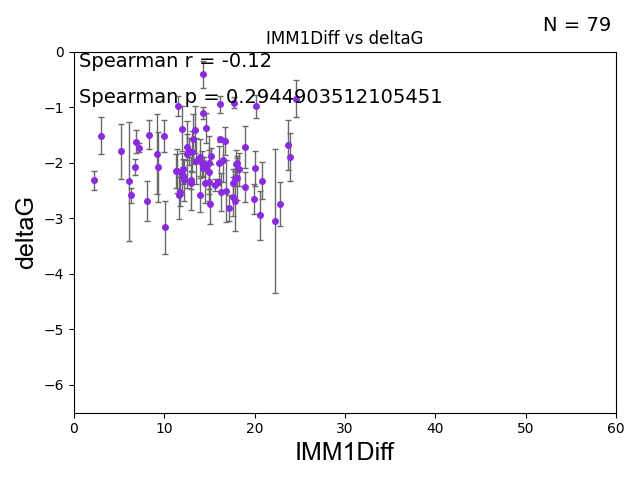 N = 79
IMM1Diff vs deltaG
Spearman r = -0.12
Spearman p = 0.2944903512105451
0
−1
−2
−3
−4
−5
−6
deltaG
0 10 20 30 40 50 60
IMM1Diff